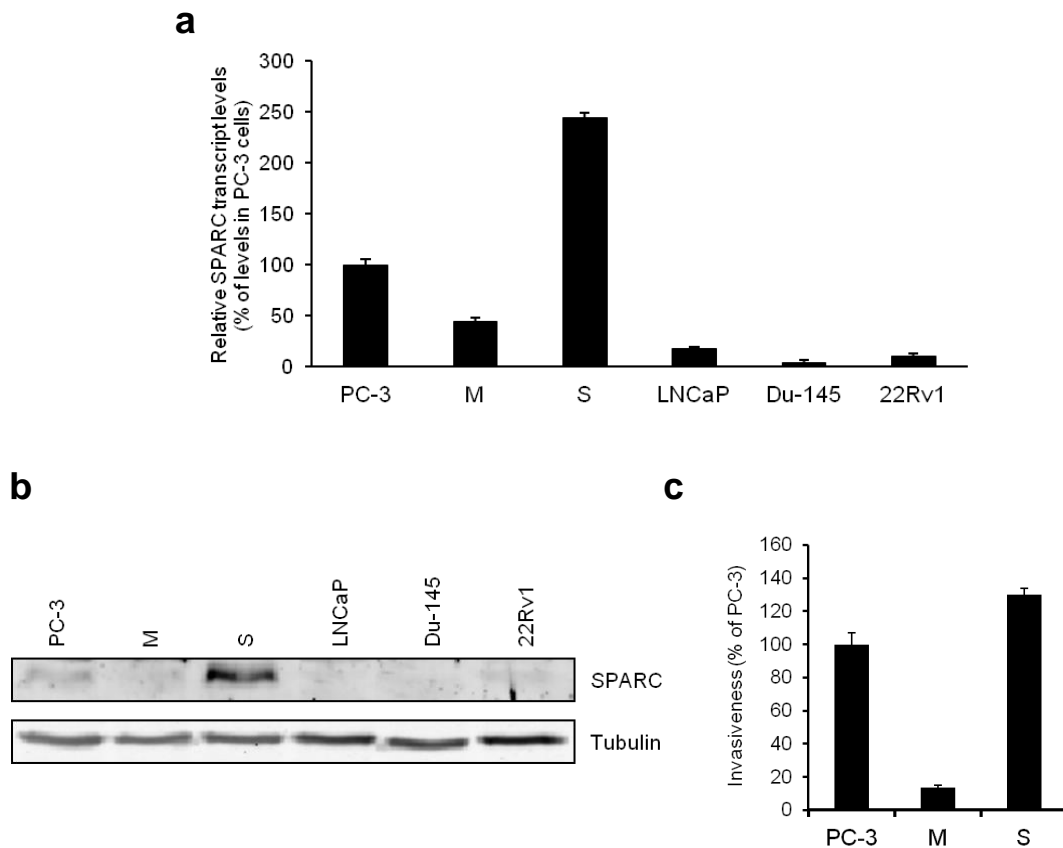 a
Relative SPARC transcript levels
(% of levels in PC-3 cells)
300
250
200
150
100
50
0
PC-3 M S LNCaP Du-145 22Rv1
b
PC-3 M S LNCaP Du-145 22Rv1
SPARC
Tubulin
c
Invasiveness (% of PC-3)
160
140
120
100
80
60
40
20
0
PC-3 M S